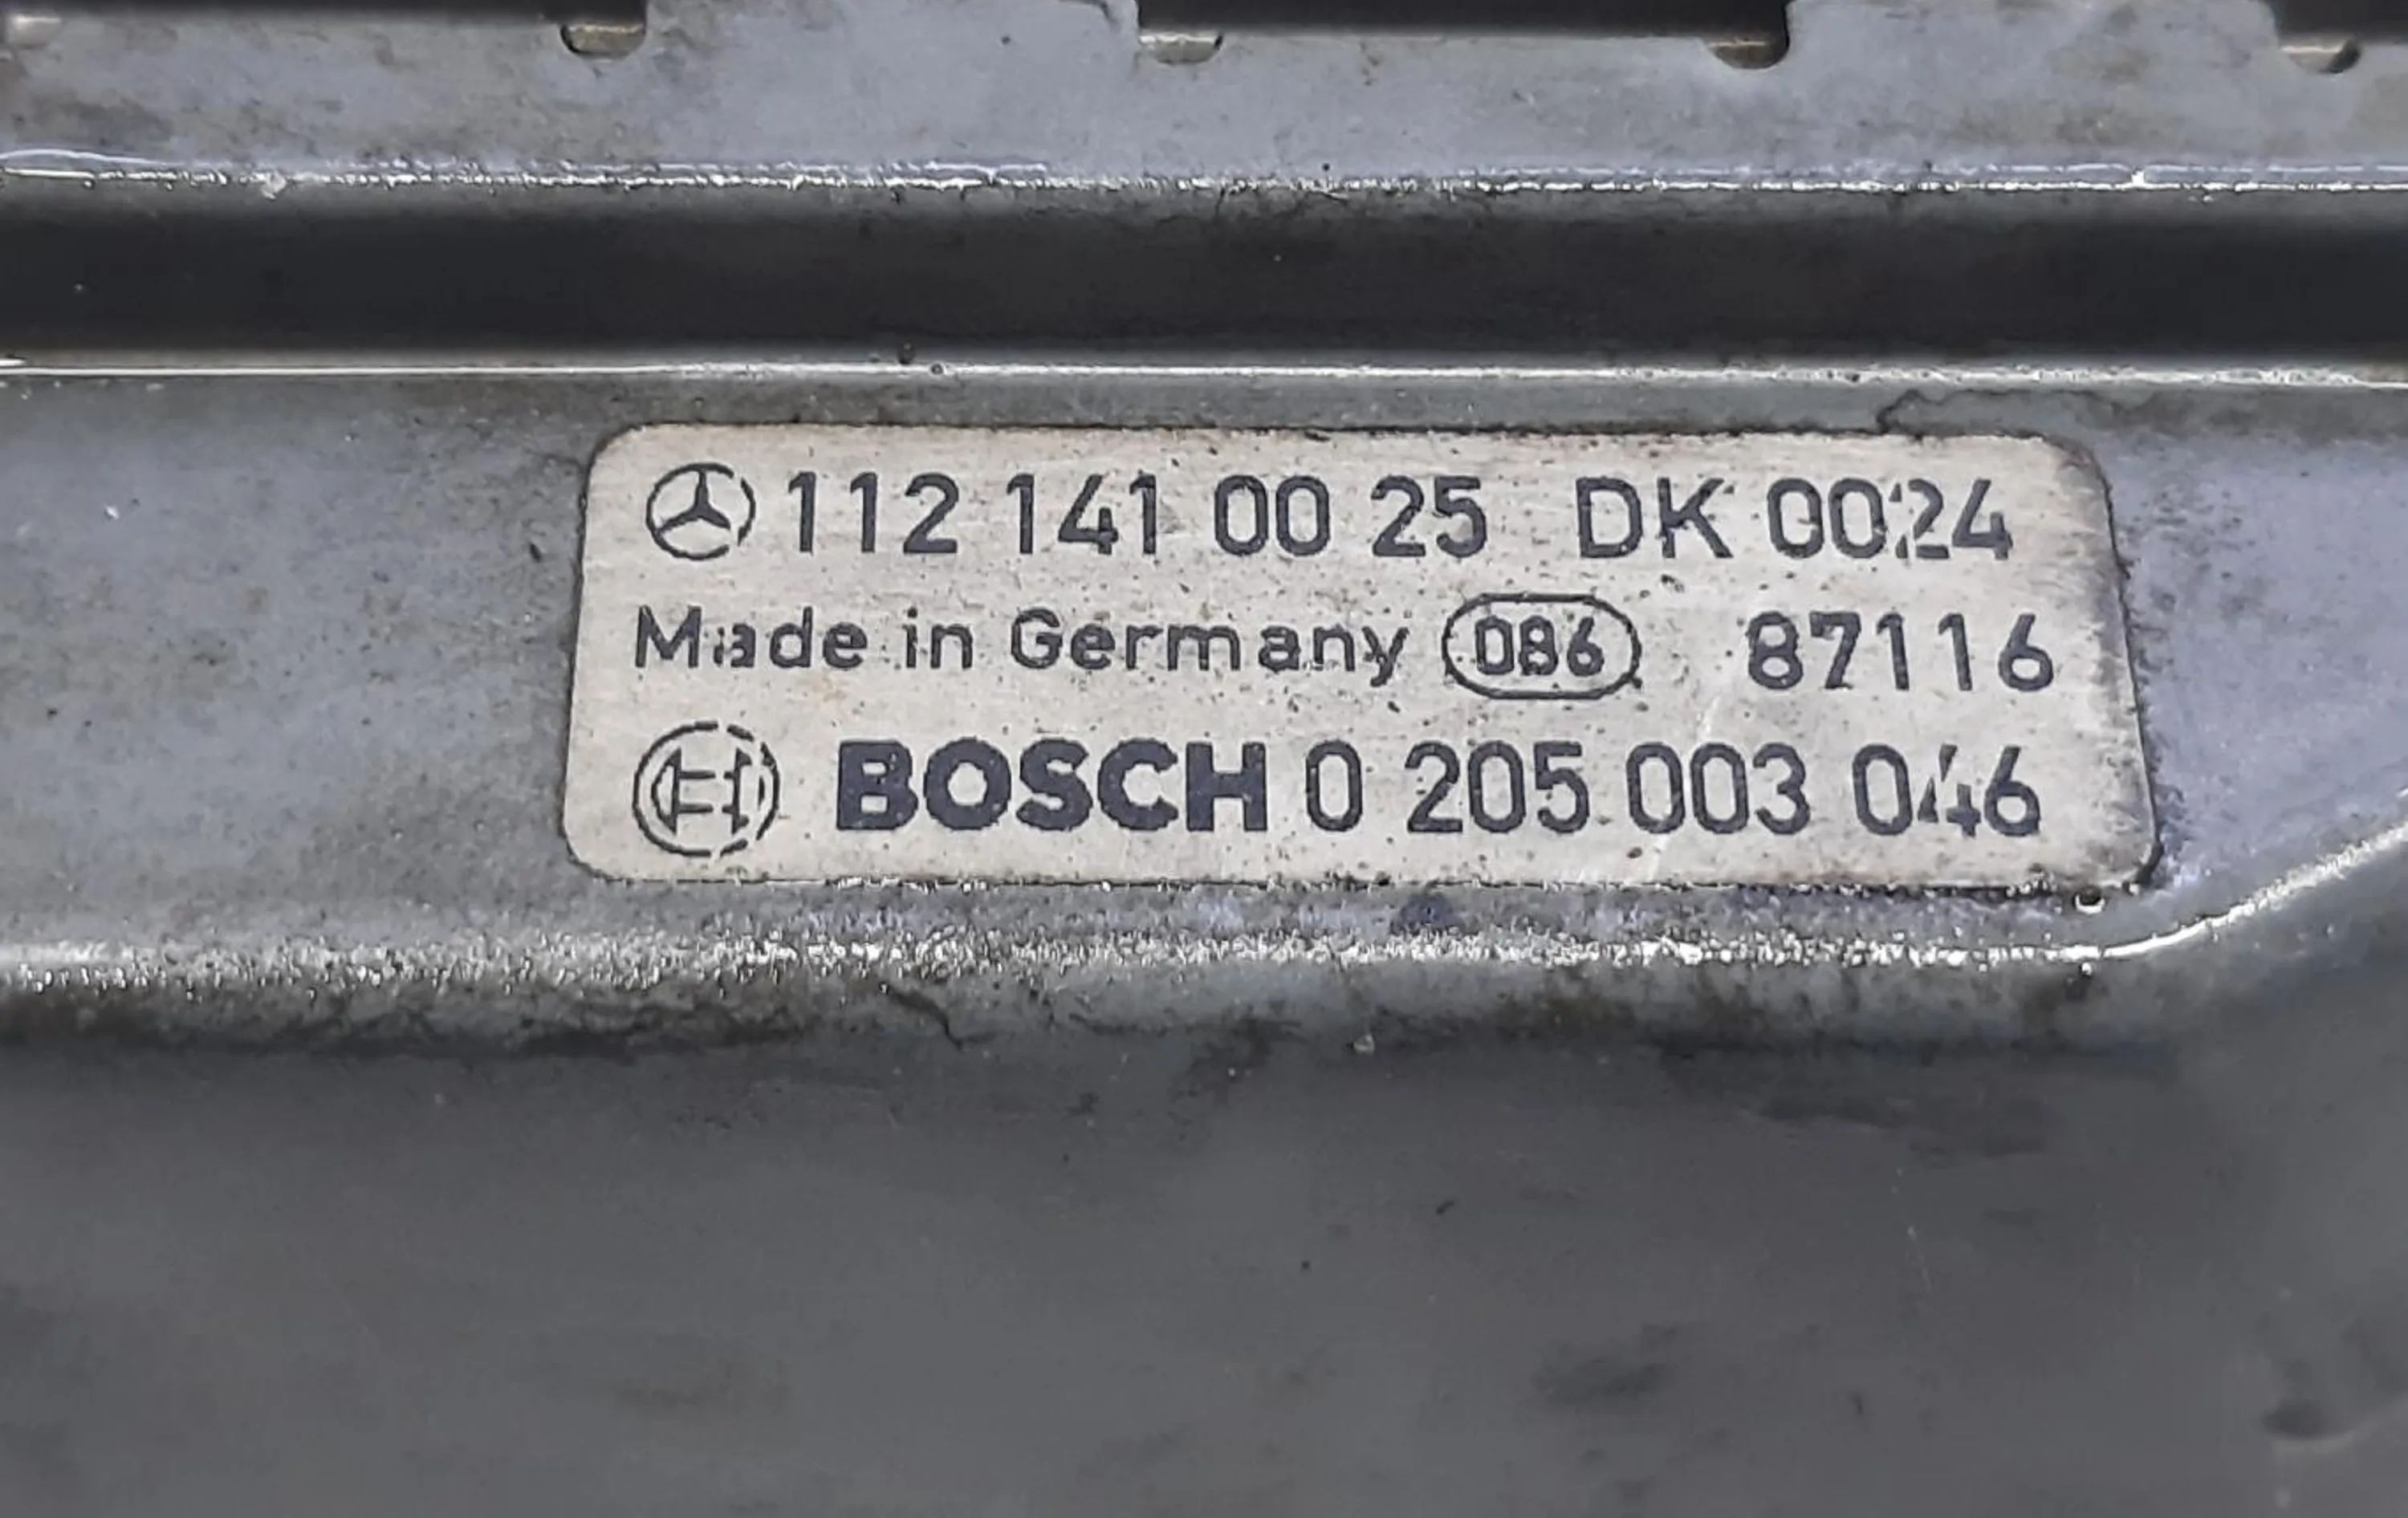 112 141 00 25 DK 0024
Made in Germany 086 87116
BOSCH 0 205 003 046